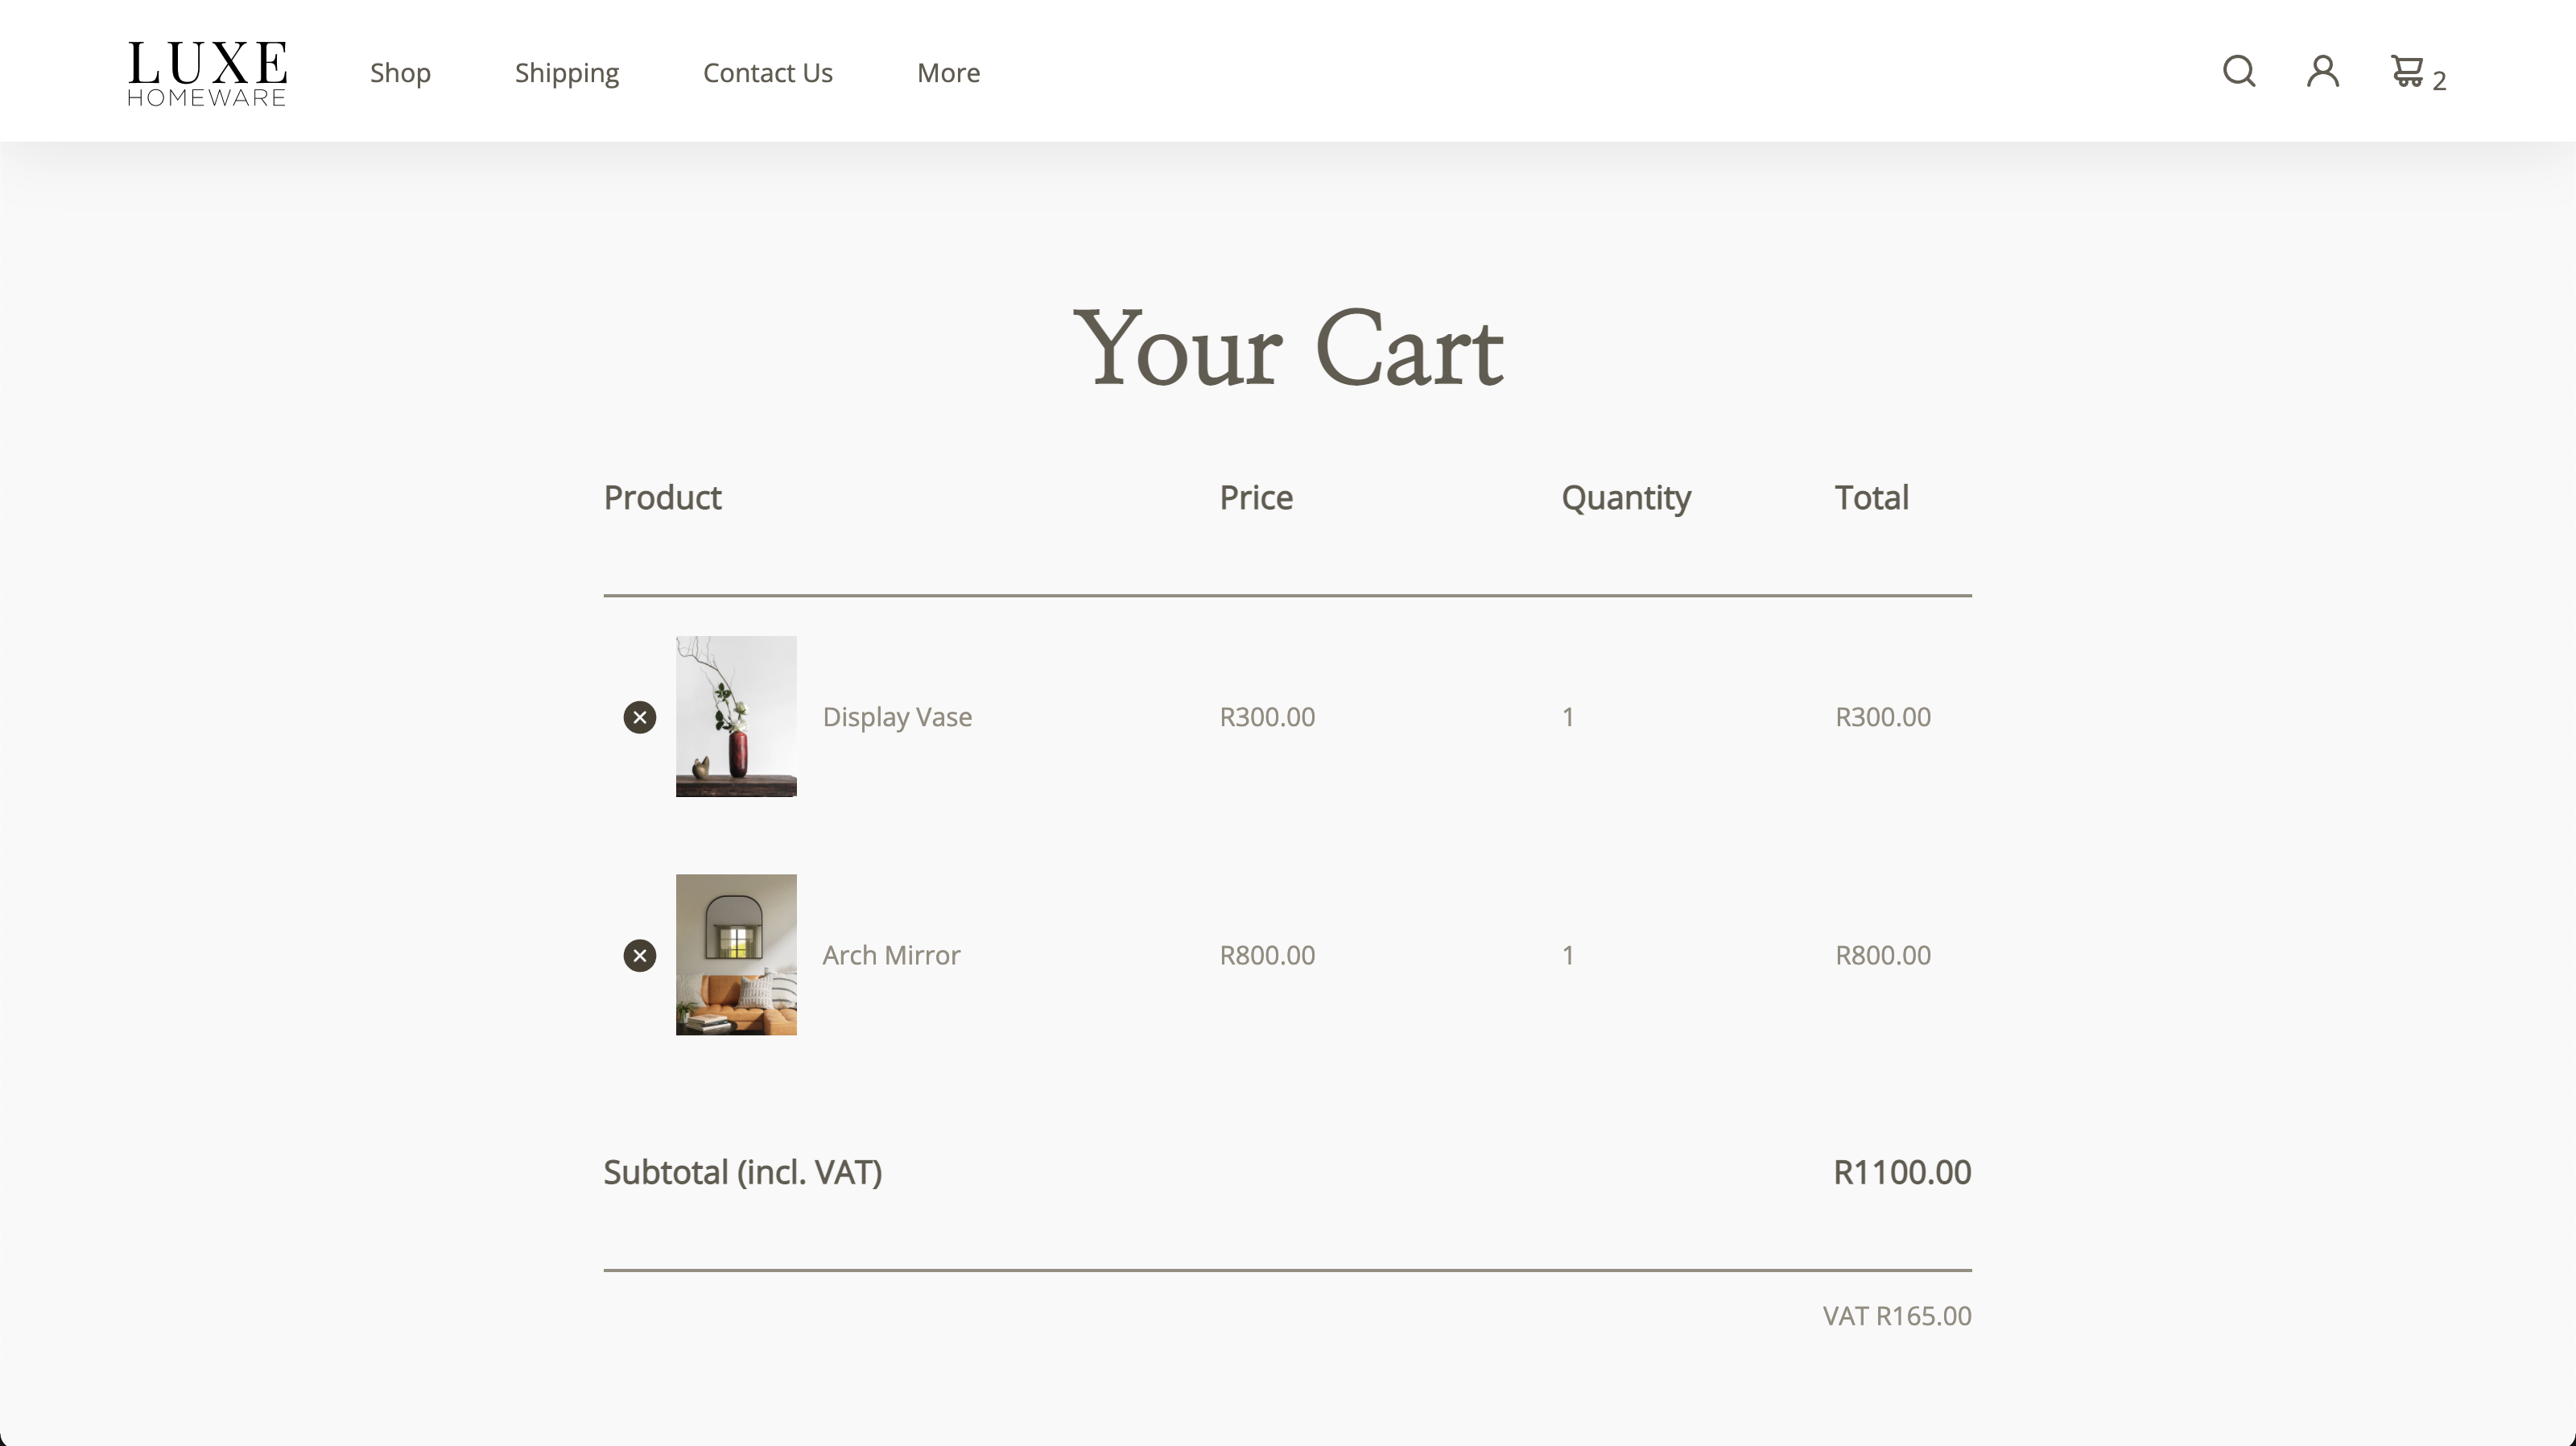 LUXE
HOMEWARE
Shop Shipping Contact Us More 2
Your Cart
Product Price Quantity Total
Display Vase R300.00 1 R300.00
Arch Mirror R800.00 1 R800.00
Subtotal (incl. VAT) R1100.00
VAT R165.00